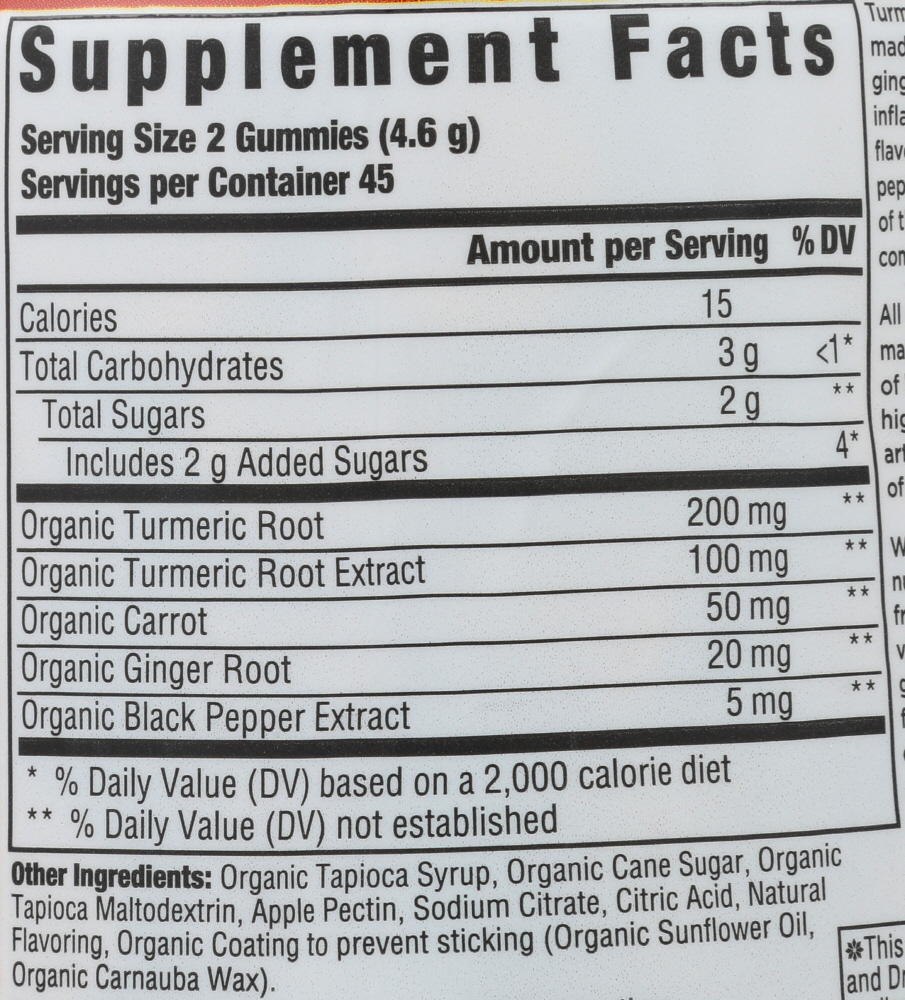 Supplement Facts
Serving Size 2 Gummies (4.6 g)
Servings per Container 45
Amount per Serving % DV
Calories 15
Total Carbohydrates 3 g <1*
Total Sugars 2 g **
Includes 2 g Added Sugars 4*
Organic Turmeric Root 200 mg **
Organic Turmeric Root Extract 100 mg **
Organic Carrot 50 mg **
Organic Ginger Root 20 mg **
Organic Black Pepper Extract 5 mg **
* % Daily Value (DV) based on a 2,000 calorie diet
** % Daily Value (DV) not established
Other Ingredients: Organic Tapioca Syrup, Organic Cane Sugar, Organic
Tapioca Maltodextrin, Apple Pectin, Sodium Citrate, Citric Acid, Natural
Flavoring, Organic Coating to prevent sticking (Organic Sunflower Oil,
Organic Carnauba Wax).
All
of
of
This
and